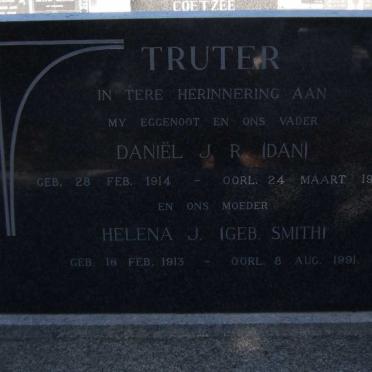 COETZEE
TRUTER
IN TERE HERINNERING AAN
MY EGGENOOT EN ONS VADER
DANIËL J. R. (DAN)
GEB. 28 FEB. 1914 - OORL. 24 MAART
EN ONS MOEDER
HELENA J. (GEB. SMITH)
GEB. 16 FEB. 1913 - OORL. 8 AUG. 1991.